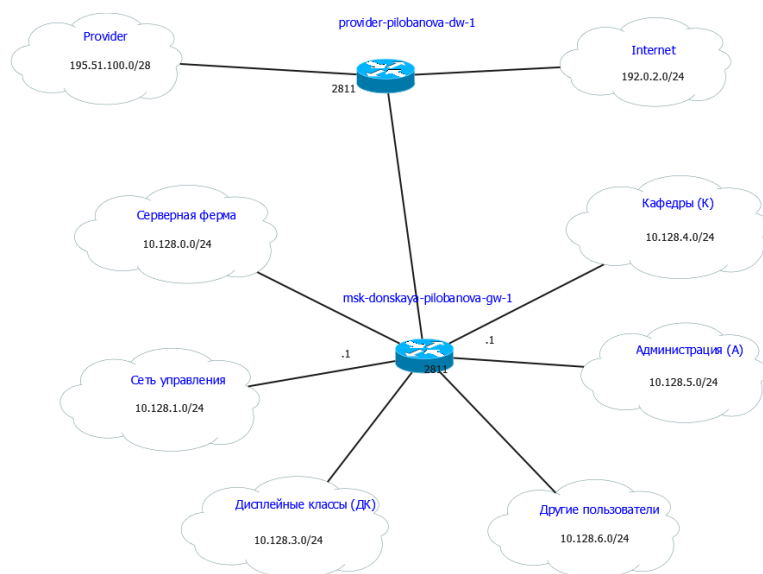 provider-pilobanova-dw-1
Provider
195.51.100.0/28
2811
Internet
192.0.2.0/24
Серверная ферма
10.128.0.0/24
Кафедры (К)
10.128.4.0/24
msk-donskaya-pilobanova-gw-1
.1
.1
2811
Сеть управления
10.128.1.0/24
Администрация (А)
10.128.5.0/24
Дисплейные классы (ДК)
10.128.3.0/24
Другие пользователи
10.128.6.0/24